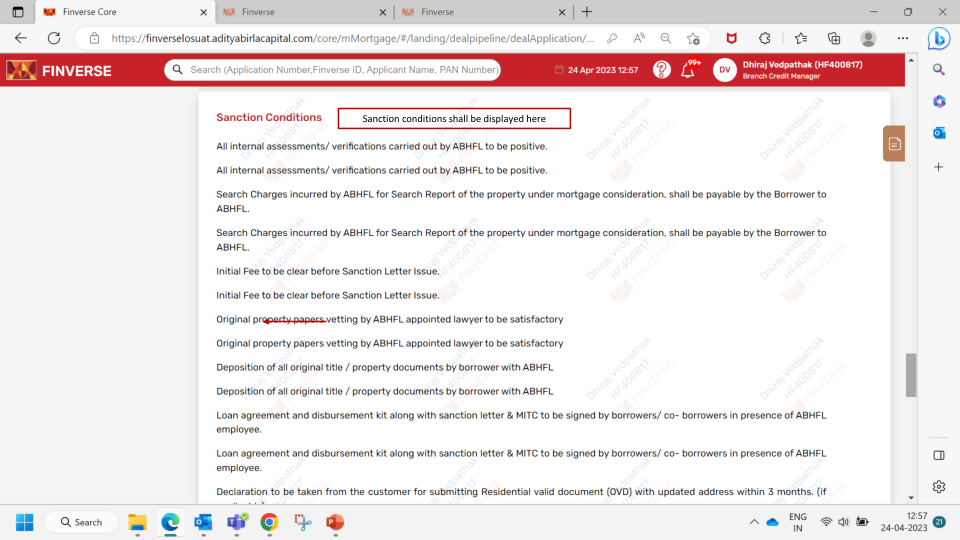 Finverse Core
Finverse
Finverse
https://finverselosuat.adityabirlacapital.com/core/mMortgage/#/landing/dealpipeline/dealApplication/...
FINVERSE
Search (Application Number,Finverse ID, Applicant Name, PAN Number)
24 Apr 2023 12:57
99+
DV
Dhiraj Vedpathak (HF400817)
Branch Credit Manager
Sanction Conditions
Sanction conditions shall be displayed here
All internal assessments/ verifications carried out by ABHFL to be positive.
All internal assessments/ verifications carried out by ABHFL to be positive.
Search Charges incurred by ABHFL for Search Report of the property under mortgage consideration, shall be payable by the Borrower to
ABHFL.
Search Charges incurred by ABHFL for Search Report of the property under mortgage consideration, shall be payable by the Borrower to
ABHFL.
Initial Fee to be clear before Sanction Letter Issue.
Initial Fee to be clear before Sanction Letter Issue.
Original property papers vetting by ABHFL appointed lawyer to be satisfactory
Original property papers vetting by ABHFL appointed lawyer to be satisfactory
Deposition of all original title / property documents by borrower with ABHFL
Deposition of all original title / property documents by borrower with ABHFL
Loan agreement and disbursement kit along with sanction letter & MITC to be signed by borrowers/ co- borrowers in presence of ABHFL
employee.
Loan agreement and disbursement kit along with sanction letter & MITC to be signed by borrowers/ co- borrowers in presence of ABHFL
employee.
Declaration to be taken from the customer for submitting Residential valid document (OVD) with updated address within 3 months. (if
Dhiraj Vedpathak
HF400817
FINVERSE
Search
ENG
IN
12:57
24-04-2023
21